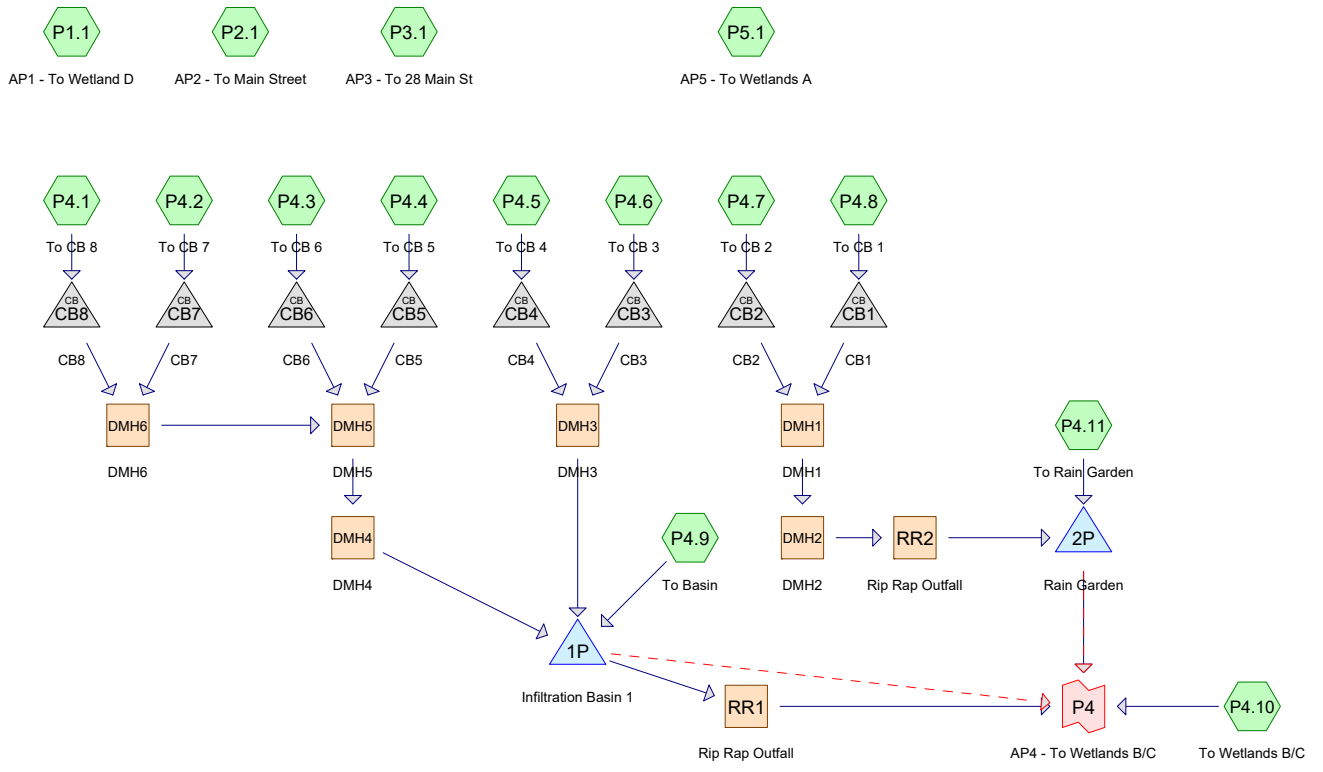 P1.1
P2.1
P3.1
P5.1
AP1 - To Wetland D
AP2 - To Main Street
AP3 - To 28 Main St
AP5 - To Wetlands A
P4.1
P4.2
P4.3
P4.4
P4.5
P4.6
P4.7
P4.8
To CB 8
To CB 7
To CB 6
To CB 5
To CB 4
To CB 3
To CB 2
To CB 1
CB
CB8
CB
CB7
CB
CB6
CB
CB5
CB
CB4
CB
CB3
CB
CB2
CB
CB1
CB8
CB7
CB6
CB5
CB4
CB3
CB2
CB1
DMH6
DMH5
DMH3
DMH1
P4.11
DMH6
DMH5
DMH3
DMH1
To Rain Garden
DMH4
P4.9
DMH2
RR2
2P
DMH4
To Basin
DMH2
Rip Rap Outfall
Rain Garden
1P
Infiltration Basin 1
RR1
P4
P4.10
Rip Rap Outfall
AP4 - To Wetlands B/C
To Wetlands B/C